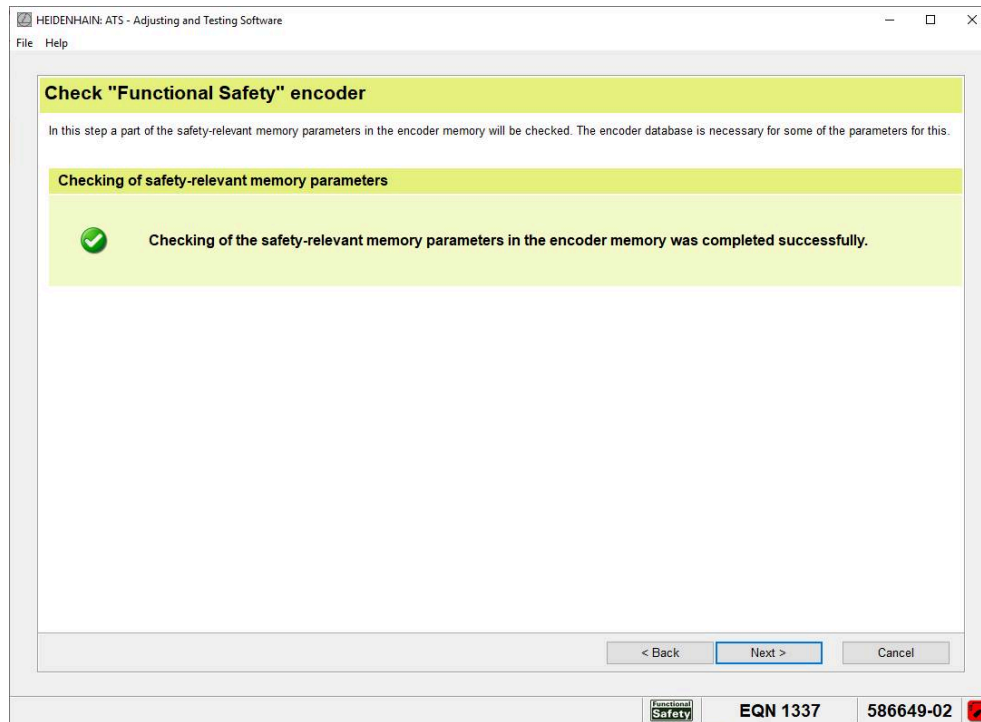 HEIDENHAIN: ATS - Adjusting and Testing Software
File Help
Check "Functional Safety" encoder
In this step a part of the safety-relevant memory parameters in the encoder memory will be checked. The encoder database is necessary for some of the parameters for this.
Checking of safety-relevant memory parameters
Checking of the safety-relevant memory parameters in the encoder memory was completed successfully.
< Back Next > Cancel
Functional
Safety EQN 1337 586649-02